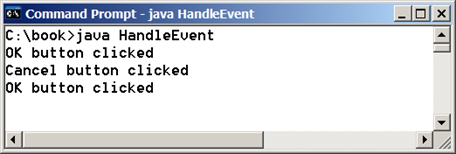 Command Prompt - java HandleEvent
C:\book>java HandleEvent
OK button clicked
Cancel button clicked
OK button clicked